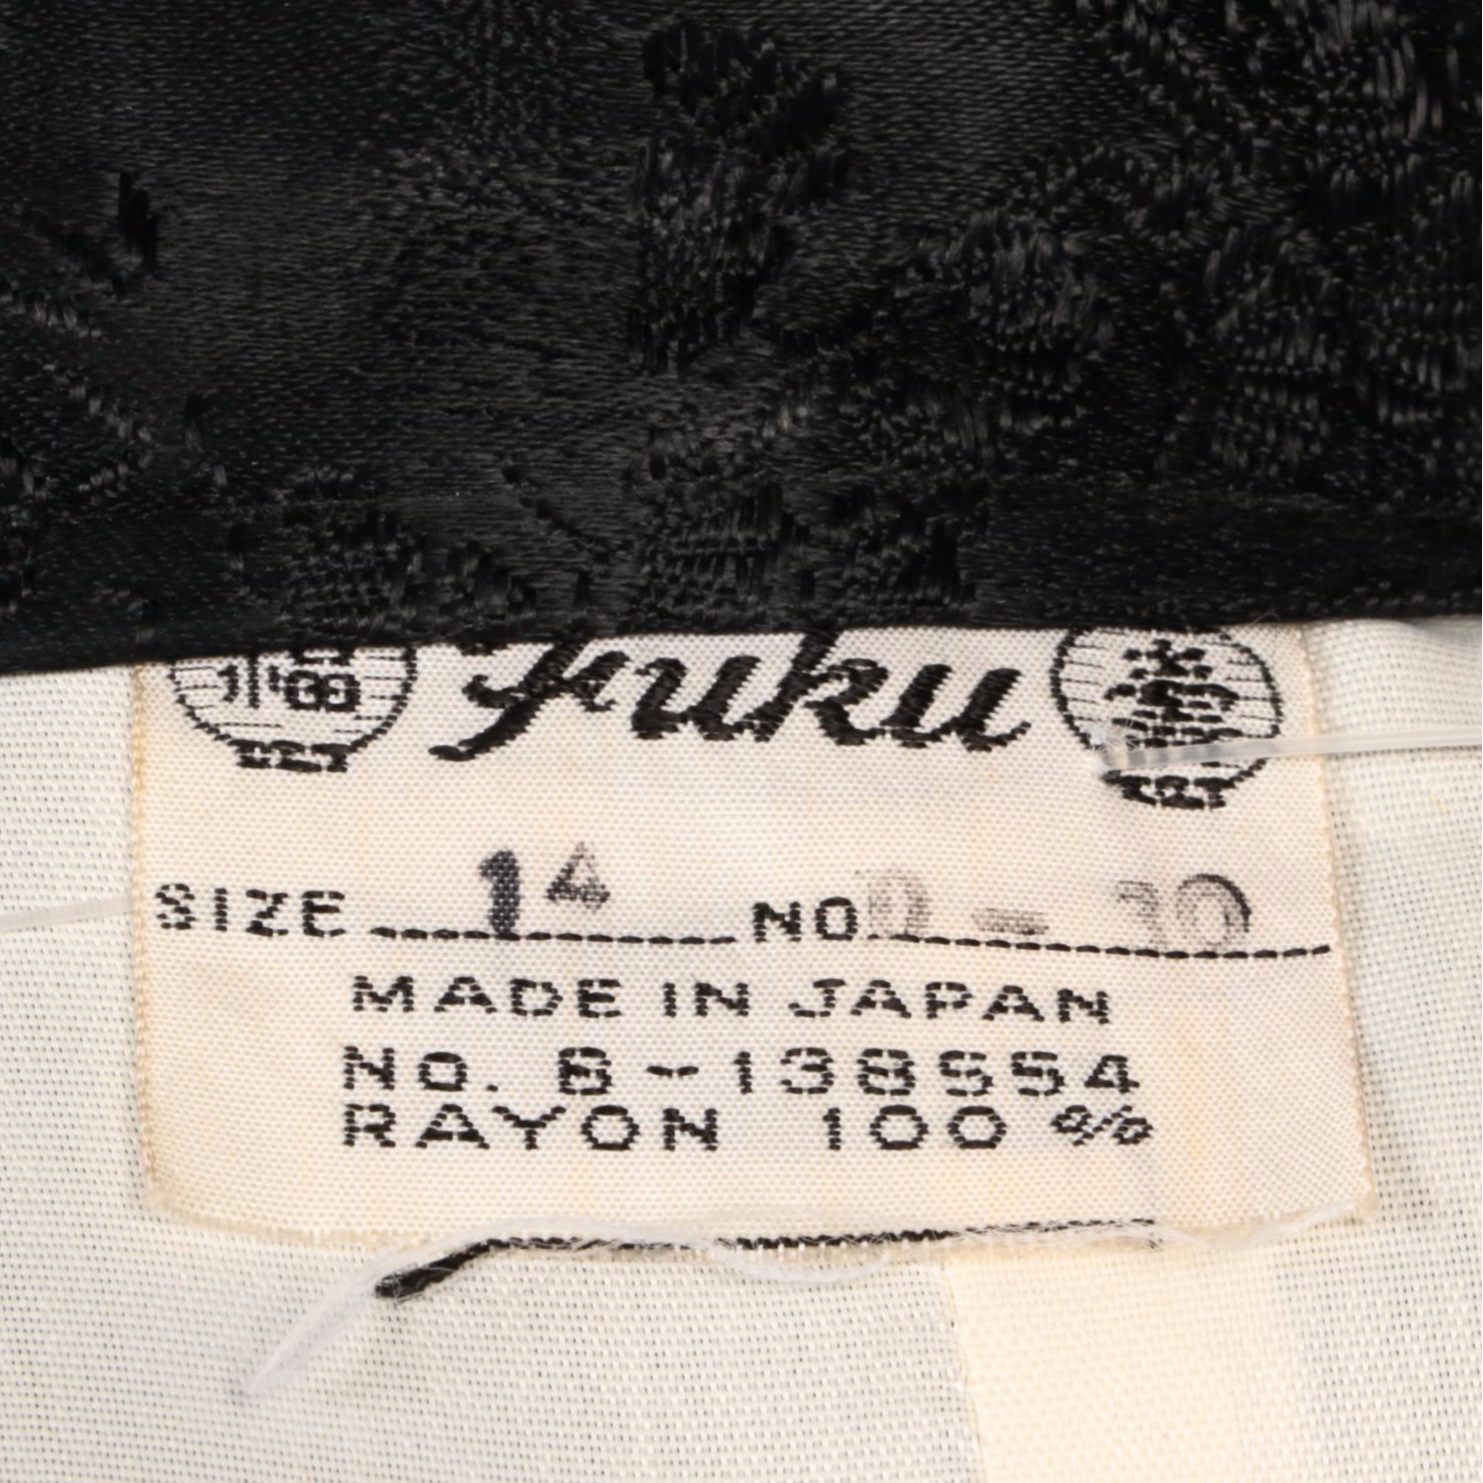 Fuku
SIZE 14 NO
MADE IN JAPAN
No. B-138554
RAYON 100%